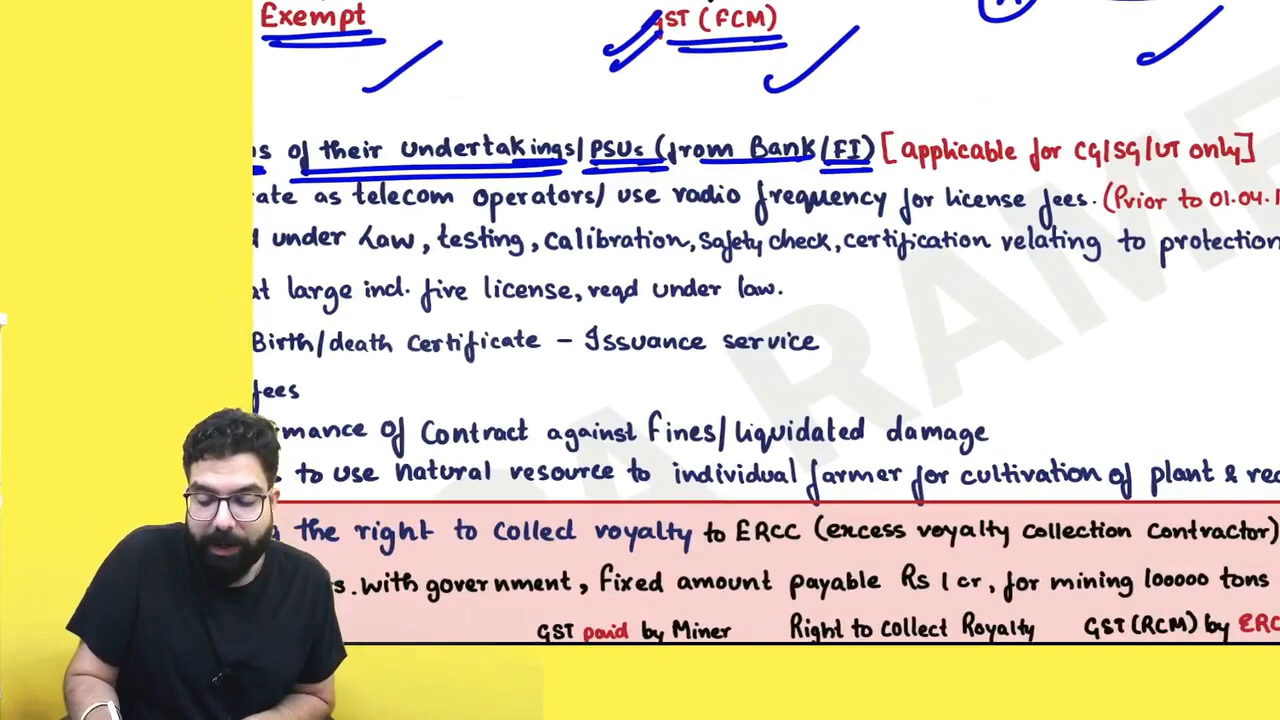 Exempt
GST (FCM)
of their undertakings/ PSUs (from Bank/FI) [applicable for CG/SG/UT only]
as telecom operators/ use radio frequency for license fees. (Prior to 01.04.1
under law, testing, calibration, safety check, certification relating to protection
at large incl. fire license, reqd under law.
Birth/death certificate - Issuance service
fees
of contract against fines/liquidated damage
to use natural resource to individual farmer for cultivation of plant &
the right to collect royalty to ERCC (excess royalty collection contractor)
with government, fixed amount payable Rs 1 cr, for mining 100000 tons
GST paid by Miner Right to collect Royalty GST (RCM) by
RAME